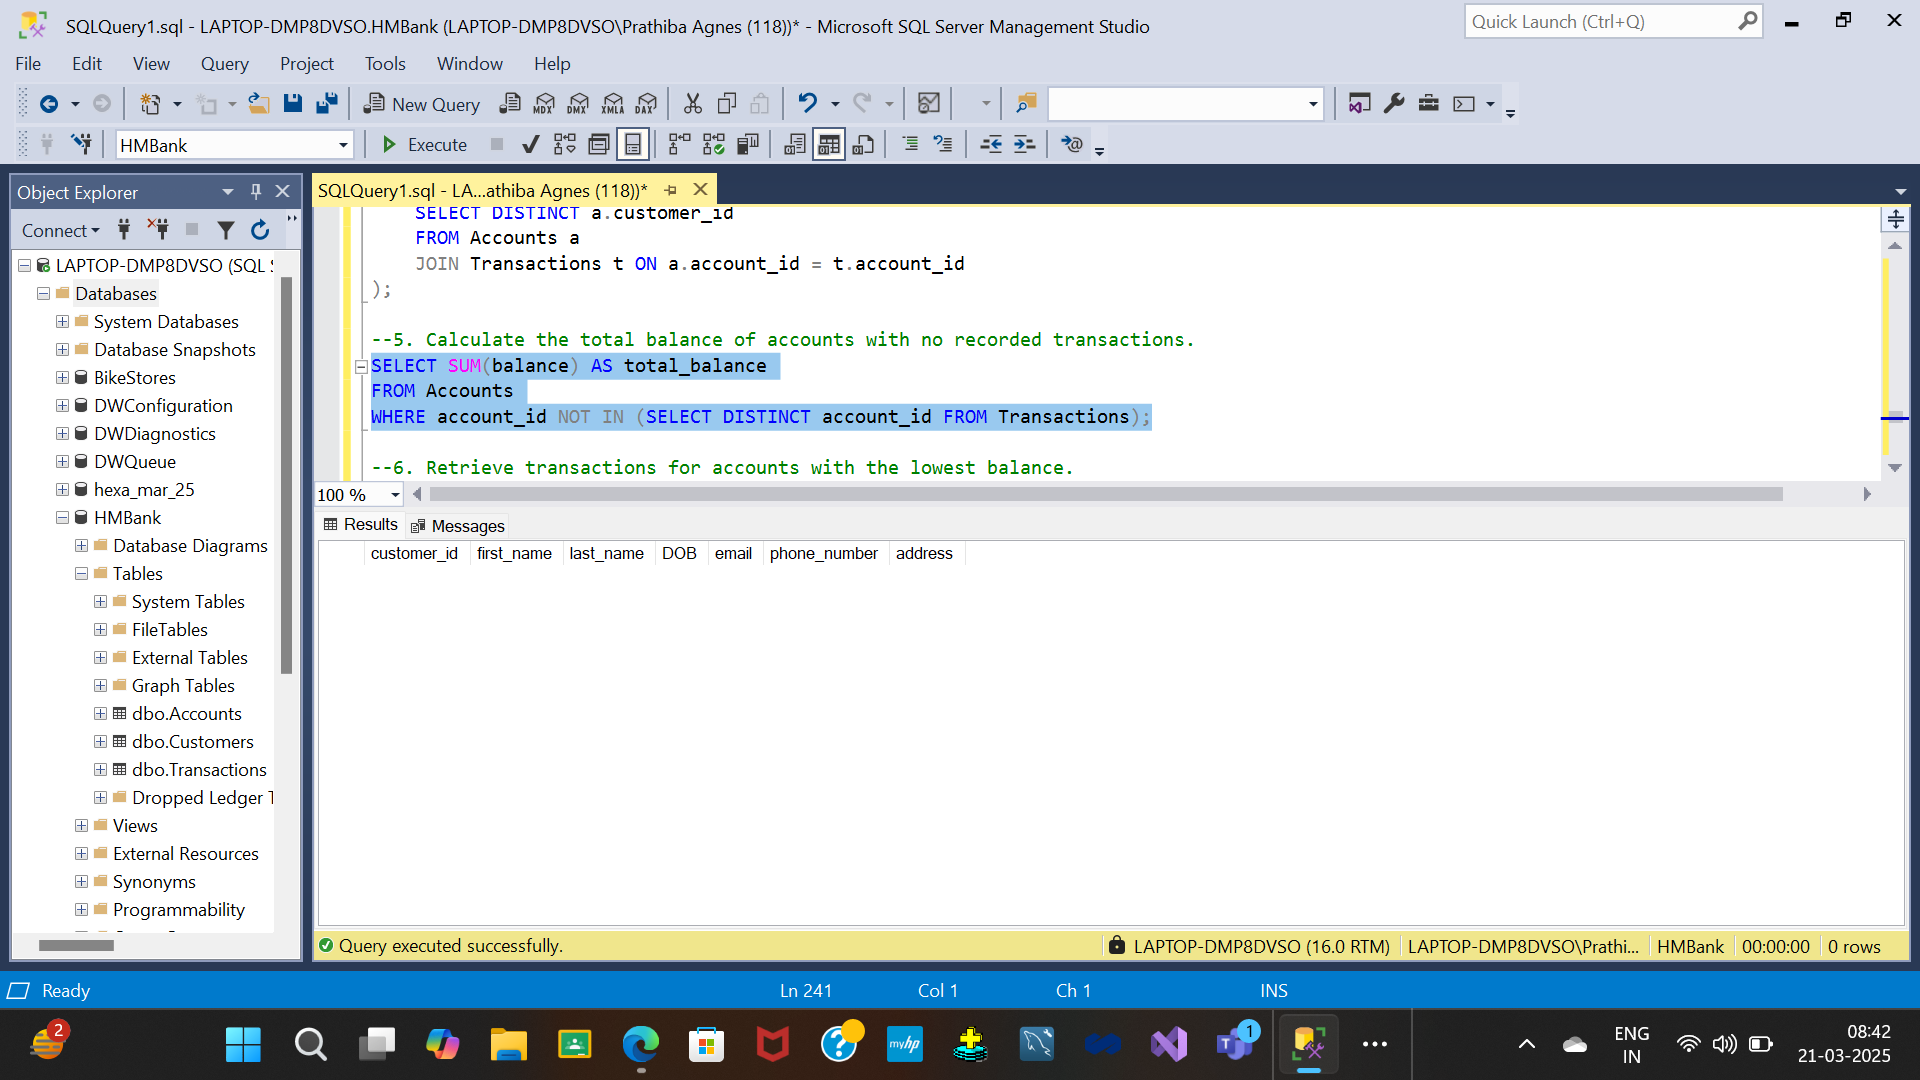 SQLQuery1.sql - LAPTOP-DMP8DVSO.HMBank (LAPTOP-DMP8DVSO\Prathiba Agnes (118))* - Microsoft SQL Server Management Studio
Quick Launch (Ctrl+Q)
File Edit View Query Project Tools Window Help
New Query
MDX DMX XMLA DAX
HMBank
Execute
Object Explorer
SQLQuery1.sql - LA...athiba Agnes (118))*
Connect
LAPTOP-DMP8DVSO (SQL S
Databases
System Databases
Database Snapshots
BikeStores
DWConfiguration
DWDiagnostics
DWQueue
hexa_mar_25
HMBank
Database Diagrams
Tables
System Tables
FileTables
External Tables
Graph Tables
dbo.Accounts
dbo.Customers
dbo.Transactions
Dropped Ledger T
Views
External Resources
Synonyms
Programmability
SELECT DISTINCT a.customer_id
FROM Accounts a
JOIN Transactions t ON a.account_id = t.account_id
);
--5. Calculate the total balance of accounts with no recorded transactions.
SELECT SUM(balance) AS total_balance
FROM Accounts
WHERE account_id NOT IN (SELECT DISTINCT account_id FROM Transactions);
--6. Retrieve transactions for accounts with the lowest balance.
100 %
Results Messages
customer_id first_name last_name DOB email phone_number address
Query executed successfully.
LAPTOP-DMP8DVSO (16.0 RTM) LAPTOP-DMP8DVSO\Prathi... HMBank 00:00:00 0 rows
Ready
Ln 241 Col 1 Ch 1 INS
2
myhp
1
ENG
IN
08:42
21-03-2025